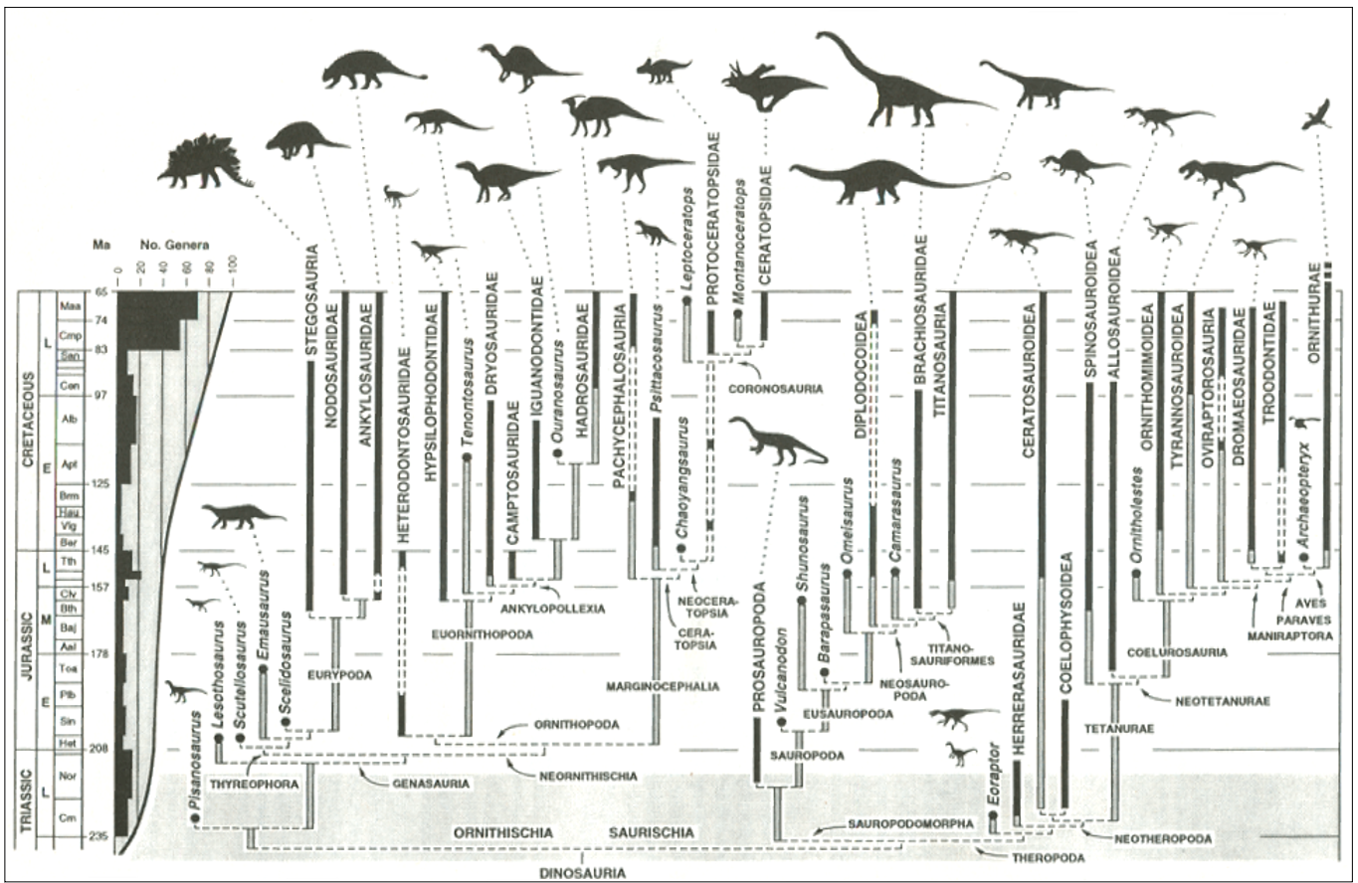 Ma
No. Genera
0
20
40
60
80
100
65
74
83
97
125
145
157
178
208
235
CRETACEOUS
JURASSIC
TRIASSIC
L
E
L
M
E
L
Maa
Cmp
San
Cen
Alb
Apt
Brm
Hau
Vlg
Ber
Tth
Clv
Bth
Baj
Aal
Toa
Plb
Sin
Het
Nor
Pisanosaurus
Lesothosaurus
Scutellosaurus
Emausaurus
Scelidosaurus
STEGOSAURIA
NODOSAURIDAE
ANKYLOSAURIDAE
HETERODONTOSAURIDAE
HYPSILOPHODONTIDAE
Tenontosaurus
DRYOSAURIDAE
CAMPTOSAURIDAE
IGUANODONTIDAE
Ouranosaurus
HADROSAURIDAE
PACHYCEPHALOSAURIA
Psittacosaurus
Chaoyangsaurus
Leptoceratops
PROTOCERATOPSIDAE
Montanoceratops
CERATOPSIDAE
PROSAUROPODA
Vulcanodon
Shunosaurus
Barapasaurus
Omeisaurus
DIPLODOCOIDEA
Camarasaurus
BRACHIOSAURIDAE
TITANOSAURIA
Eoraptor
HERRERASAURIDAE
CERATOSAUROIDEA
COELOPHYSOIDEA
SPINOSAUROIDEA
ALLOSAUROIDEA
Ornitholestes
ORNITHOMIMOIDEA
TYRANNOSAUROIDEA
OVIRAPTOROSAURIA
DROMAEOSAURIDAE
TROODONTIDAE
Archaeopteryx
ORNITHURAE
CORONOSAURIA
NEOCERA-
TOPSIA
CERA-
TOPSIA
ANKYLOPOLLEXIA
EUORNITHOPODA
EURYPODA
MARGINOCEPHALIA
ORNITHOPODA
NEORNITHISCHIA
GENASAURIA
THYREOPHORA
TITANO-
SAURIFORMES
NEOSAURO-
PODA
EUSAUROPODA
SAUROPODA
AVES
PARAVES
MANIRAPTORA
COELUROSAURIA
NEOTETANURAE
TETANURAE
SAUROPODOMORPHA
NEOTHEROPODA
THEROPODA
ORNITHISCHIA
SAURISCHIA
DINOSAURIA